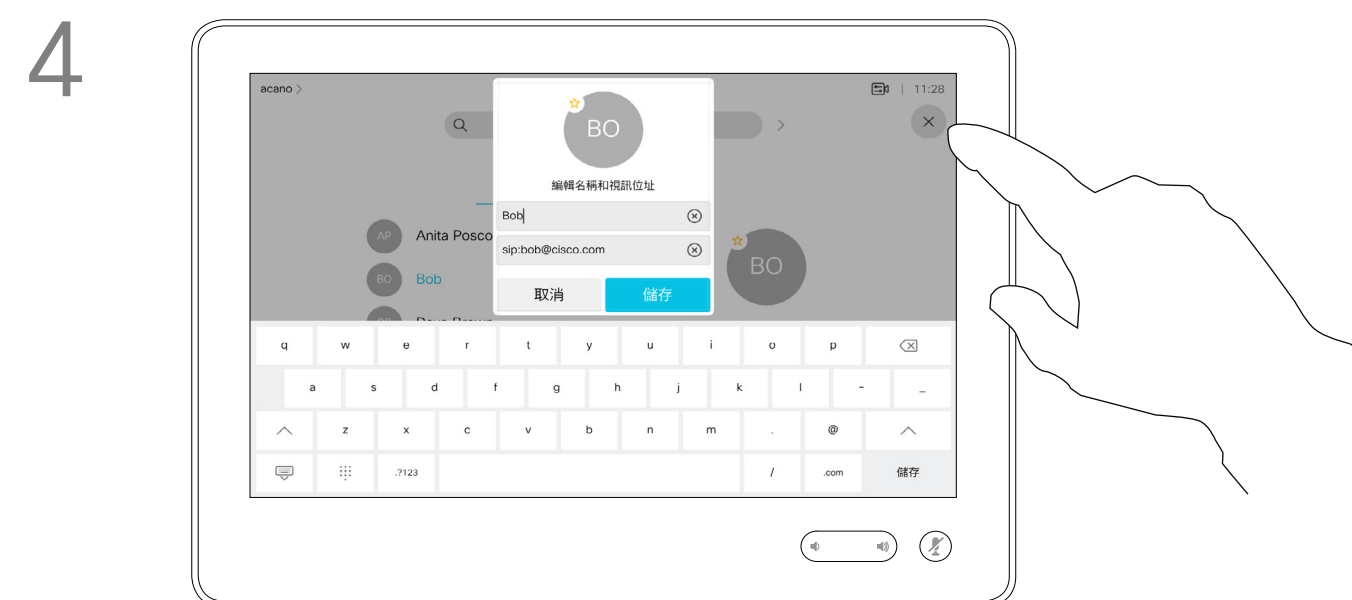 4
acano >
11:28
BO
編輯名稱和視訊位址
Bob
sip:bob@cisco.com
取消
儲存
AP
Anita Posco
BO
Bob
BO
q w e r t y u i o p
a s d f g h j k l - _
z x c v b n m . @
.?123 / .com 儲存